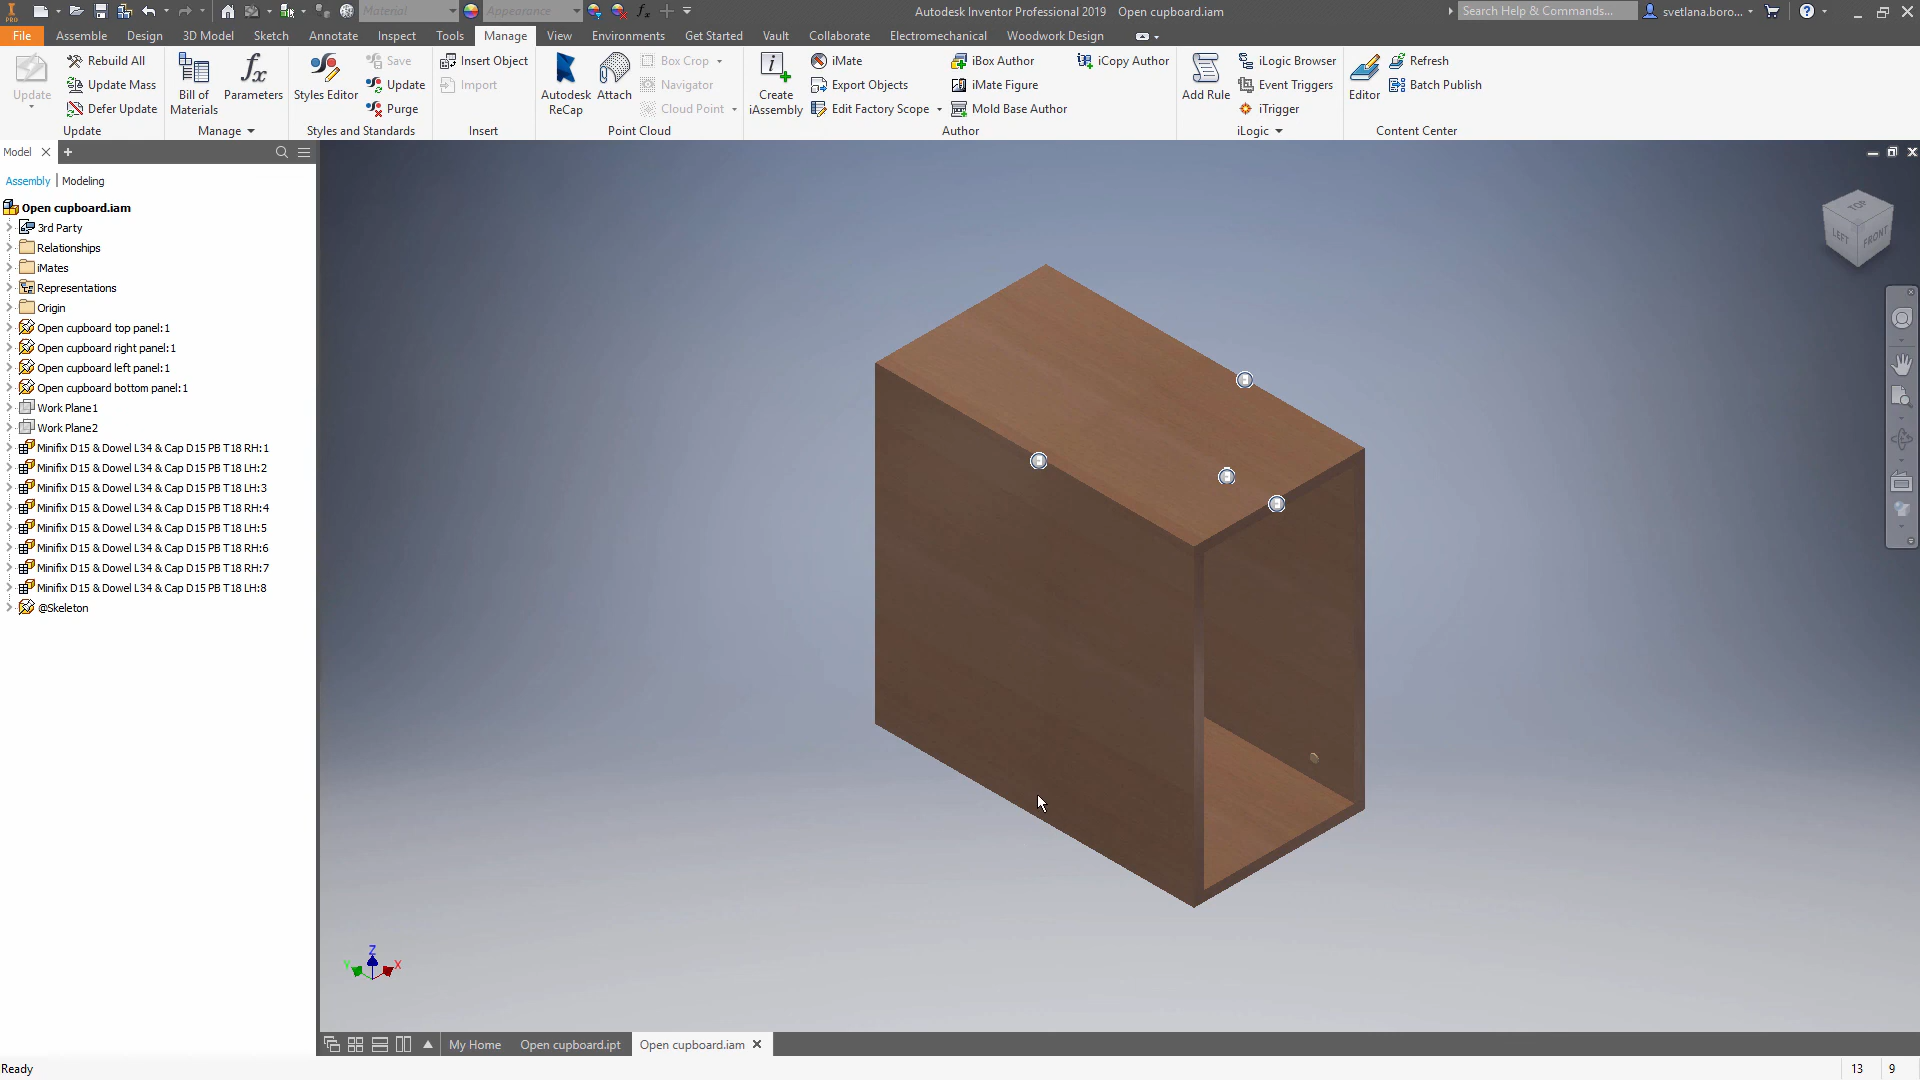 Material
Appearance
Autodesk Inventor Professional 2019 Open cupboard.iam
Search Help & Commands...
svetlana.boro...
PRO
File Assemble Design 3D Model Sketch Annotate Inspect Tools Manage View Environments Get Started Vault Collaborate Electromechanical Woodwork Design
Update
Rebuild All
Update Mass
Defer Update
Update
Bill of Materials
Parameters
Manage
Styles Editor
Save
Update
Purge
Styles and Standards
Insert Object
Import
Insert
Autodesk ReCap
Attach
Box Crop
Navigator
Cloud Point
Point Cloud
Create iAssembly
iMate
Export Objects
Edit Factory Scope
iBox Author
iMate Figure
Mold Base Author
iCopy Author
Author
Add Rule
iLogic Browser
Event Triggers
iTrigger
iLogic
Editor
Refresh
Batch Publish
Content Center
Model
Assembly | Modeling
Open cupboard.iam
3rd Party
Relationships
iMates
Representations
Origin
Open cupboard top panel:1
Open cupboard right panel:1
Open cupboard left panel:1
Open cupboard bottom panel:1
Work Plane1
Work Plane2
Minifix D15 & Dowel L34 & Cap D15 PB T18 RH:1
Minifix D15 & Dowel L34 & Cap D15 PB T18 LH:2
Minifix D15 & Dowel L34 & Cap D15 PB T18 LH:3
Minifix D15 & Dowel L34 & Cap D15 PB T18 RH:4
Minifix D15 & Dowel L34 & Cap D15 PB T18 LH:5
Minifix D15 & Dowel L34 & Cap D15 PB T18 RH:6
Minifix D15 & Dowel L34 & Cap D15 PB T18 RH:7
Minifix D15 & Dowel L34 & Cap D15 PB T18 LH:8
@Skeleton
TOP
LEFT
FRONT
Z
Y
X
My Home Open cupboard.ipt Open cupboard.iam
Ready
13 9